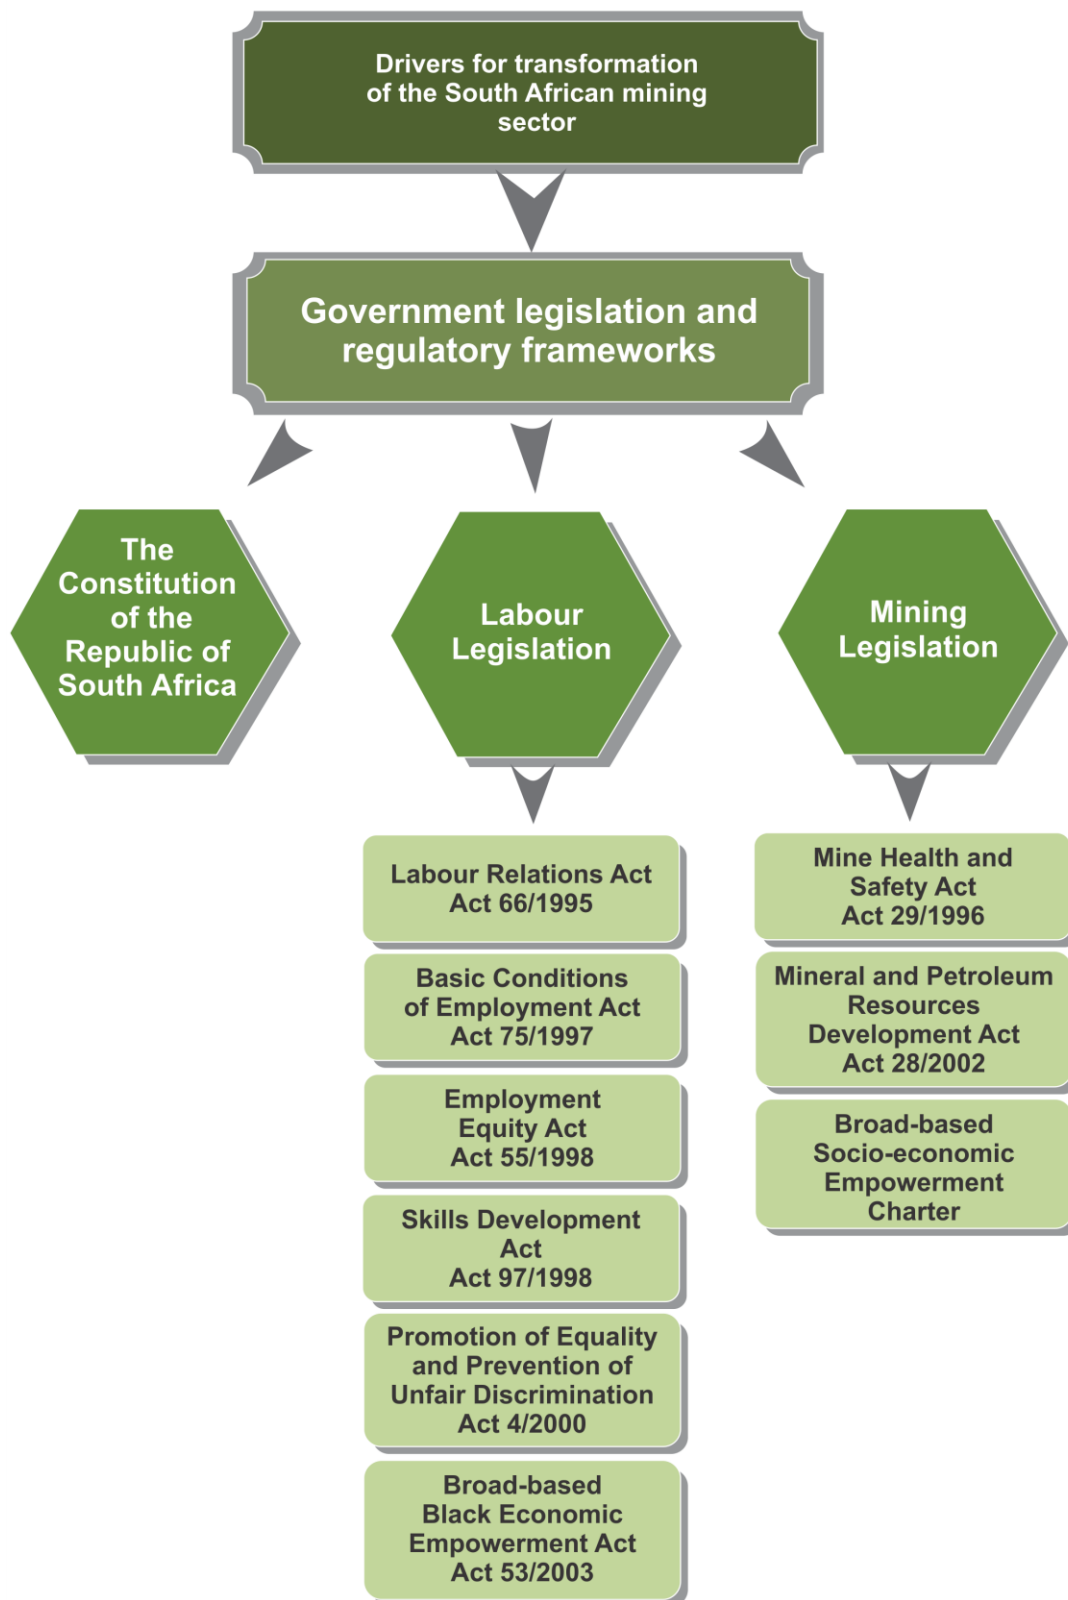 Drivers for transformation
of the South African mining
sector
Government legislation and
regulatory frameworks
The
Constitution
of the
Republic of
South Africa
Labour
Legislation
Mining
Legislation
Labour Relations Act
Act 66/1995
Basic Conditions
of Employment Act
Act 75/1997
Employment
Equity Act
Act 55/1998
Skills Development
Act
Act 97/1998
Promotion of Equality
and Prevention of
Unfair Discrimination
Act 4/2000
Broad-based
Black Economic
Empowerment Act
Act 53/2003
Mine Health and
Safety Act
Act 29/1996
Mineral and Petroleum
Resources
Development Act
Act 28/2002
Broad-based
Socio-economic
Empowerment
Charter